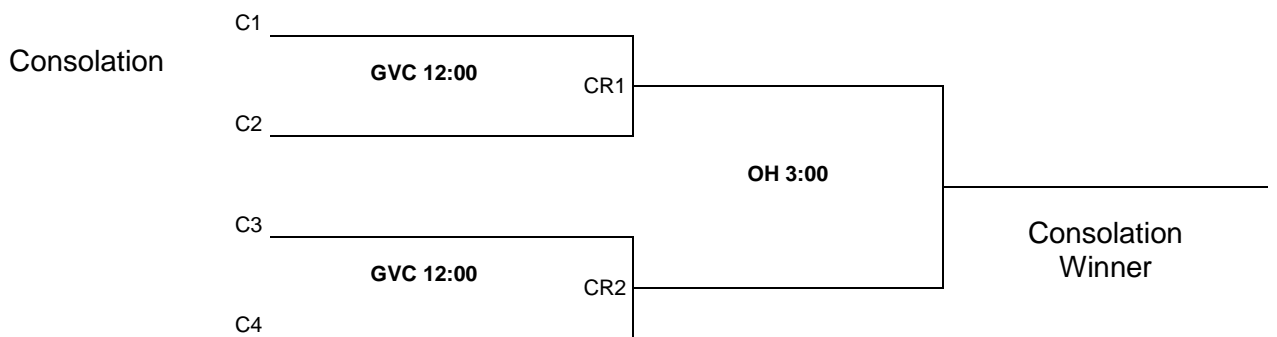 C1
Consolation
GVC 12:00
CR1
C2
OH 3:00
C3
Consolation
Winner
GVC 12:00
CR2
C4